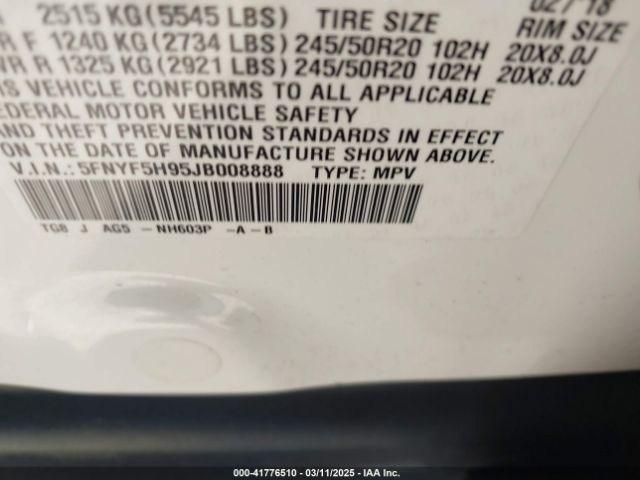 2515 KG (5545 LBS) TIRE SIZE RIM SIZE
F 1240 KG (2734 LBS) 245/50R20 102H 20X8.0J
WR R 1325 KG (2921 LBS) 245/50R20 102H 20X8.0J
IS VEHICLE CONFORMS TO ALL APPLICABLE
EDERAL MOTOR VEHICLE SAFETY
AND THEFT PREVENTION STANDARDS IN EFFECT
ON THE DATE OF MANUFACTURE SHOWN ABOVE.
V.I.N.: 5FNYF5H95JB008888 TYPE: MPV
TG8 J AG5 - NH603P -A-B
000-41776510 - 03/11/2025 - IAA Inc.